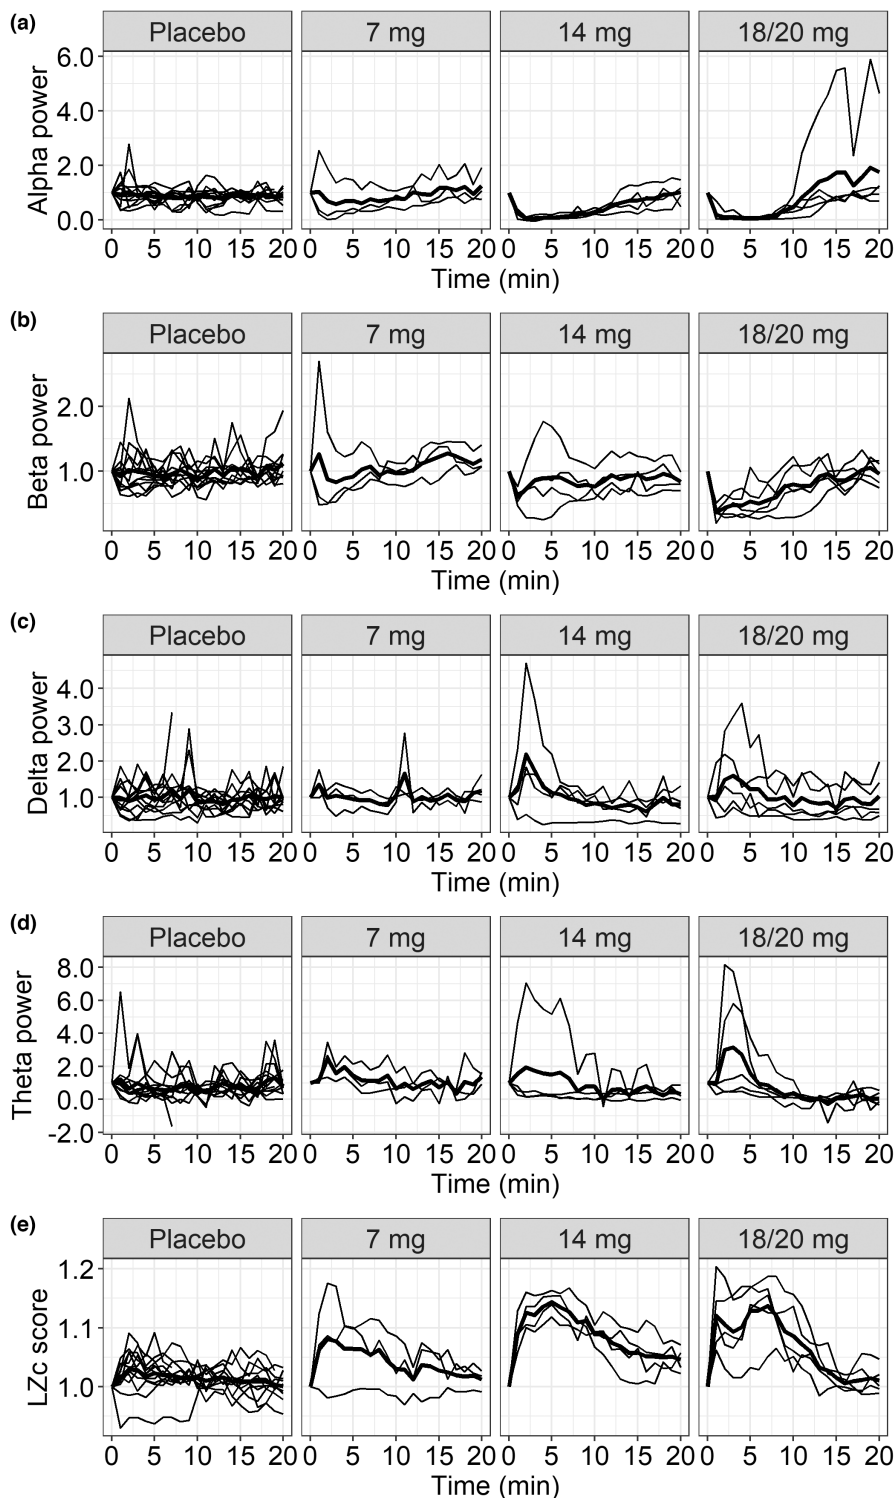 (a)
Placebo 7 mg 14 mg 18/20 mg
Alpha power
6.0
4.0
2.0
0.0
0 5 10 15 20 0 5 10 15 20 0 5 10 15 20 0 5 10 15 20
Time (min)
(b)
Placebo 7 mg 14 mg 18/20 mg
Beta power
2.0
1.0
0 5 10 15 20 0 5 10 15 20 0 5 10 15 20 0 5 10 15 20
Time (min)
(c)
Placebo 7 mg 14 mg 18/20 mg
Delta power
4.0
3.0
2.0
1.0
0 5 10 15 20 0 5 10 15 20 0 5 10 15 20 0 5 10 15 20
Time (min)
(d)
Placebo 7 mg 14 mg 18/20 mg
Theta power
8.0
6.0
4.0
2.0
0.0
-2.0
0 5 10 15 20 0 5 10 15 20 0 5 10 15 20 0 5 10 15 20
Time (min)
(e)
Placebo 7 mg 14 mg 18/20 mg
LZc score
1.2
1.1
1.0
0 5 10 15 20 0 5 10 15 20 0 5 10 15 20 0 5 10 15 20
Time (min)